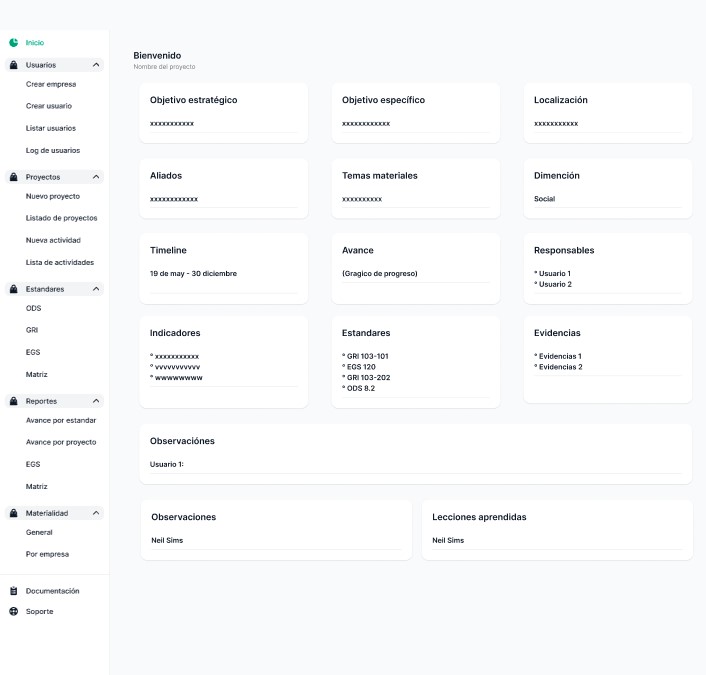 Inicio
Usuarios
Crear empresa
Crear usuario
Listar usuarios
Log de usuarios
Proyectos
Nuevo proyecto
Listado de proyectos
Nueva actividad
Lista de actividades
Estandares
ODS
GRI
EGS
Matriz
Reportes
Avance por estandar
Avance por proyecto
EGS
Matriz
Materialidad
General
Por empresa
Documentación
Soporte
Bienvenido
Nombre del proyecto
Objetivo estratégico
xxxxxxxxxxx
Objetivo específico
xxxxxxxxxxxx
Localización
xxxxxxxxxxx
Aliados
xxxxxxxxxxxx
Temas materiales
xxxxxxxxxx
Dimención
Social
Timeline
19 de may - 30 diciembre
Avance
(Gragico de progreso)
Responsables
° Usuario 1
° Usuario 2
Indicadores
° xxxxxxxxxxx
° vvvvvvvvvvv
° wwwwwwww
Estandares
° GRI 103-101
° EGS 120
° GRI 103-202
° ODS 8.2
Evidencias
° Evidencias 1
° Evidencias 2
Observaciónes
Usuario 1:
Observaciones
Neil Sims
Lecciones aprendidas
Neil Sims